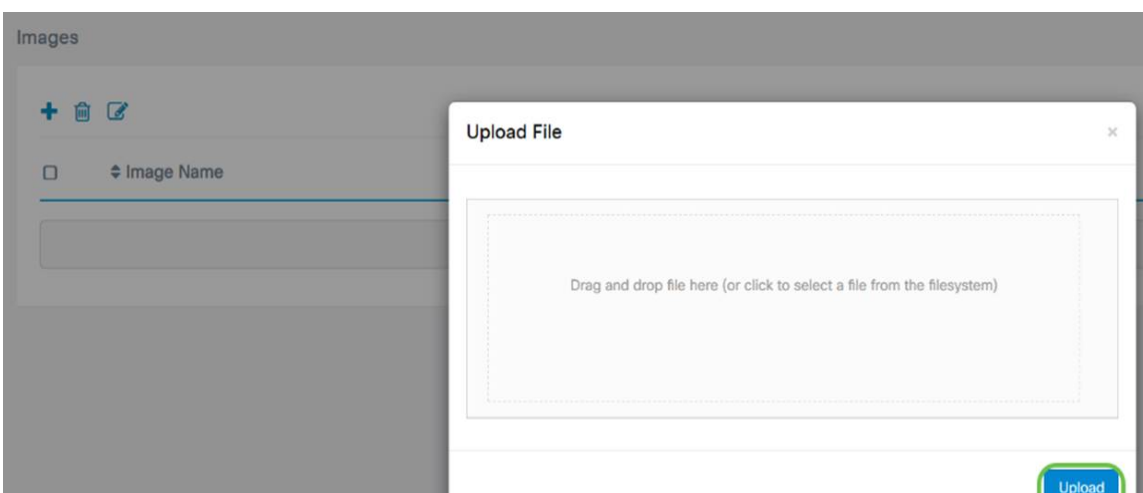 Images
Upload File
Image Name
Drag and drop file here (or click to select a file from the filesystem)
Upload